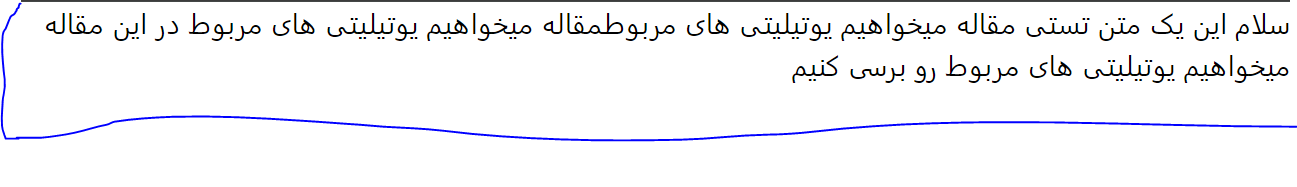 سلام این یک متن تستی مقاله میخواهیم یوتیلیتی های مربوطمقاله میخواهیم یوتیلیتی های مربوط در این مقاله
میخواهیم یوتیلیتی های مربوط رو برسی کنیم